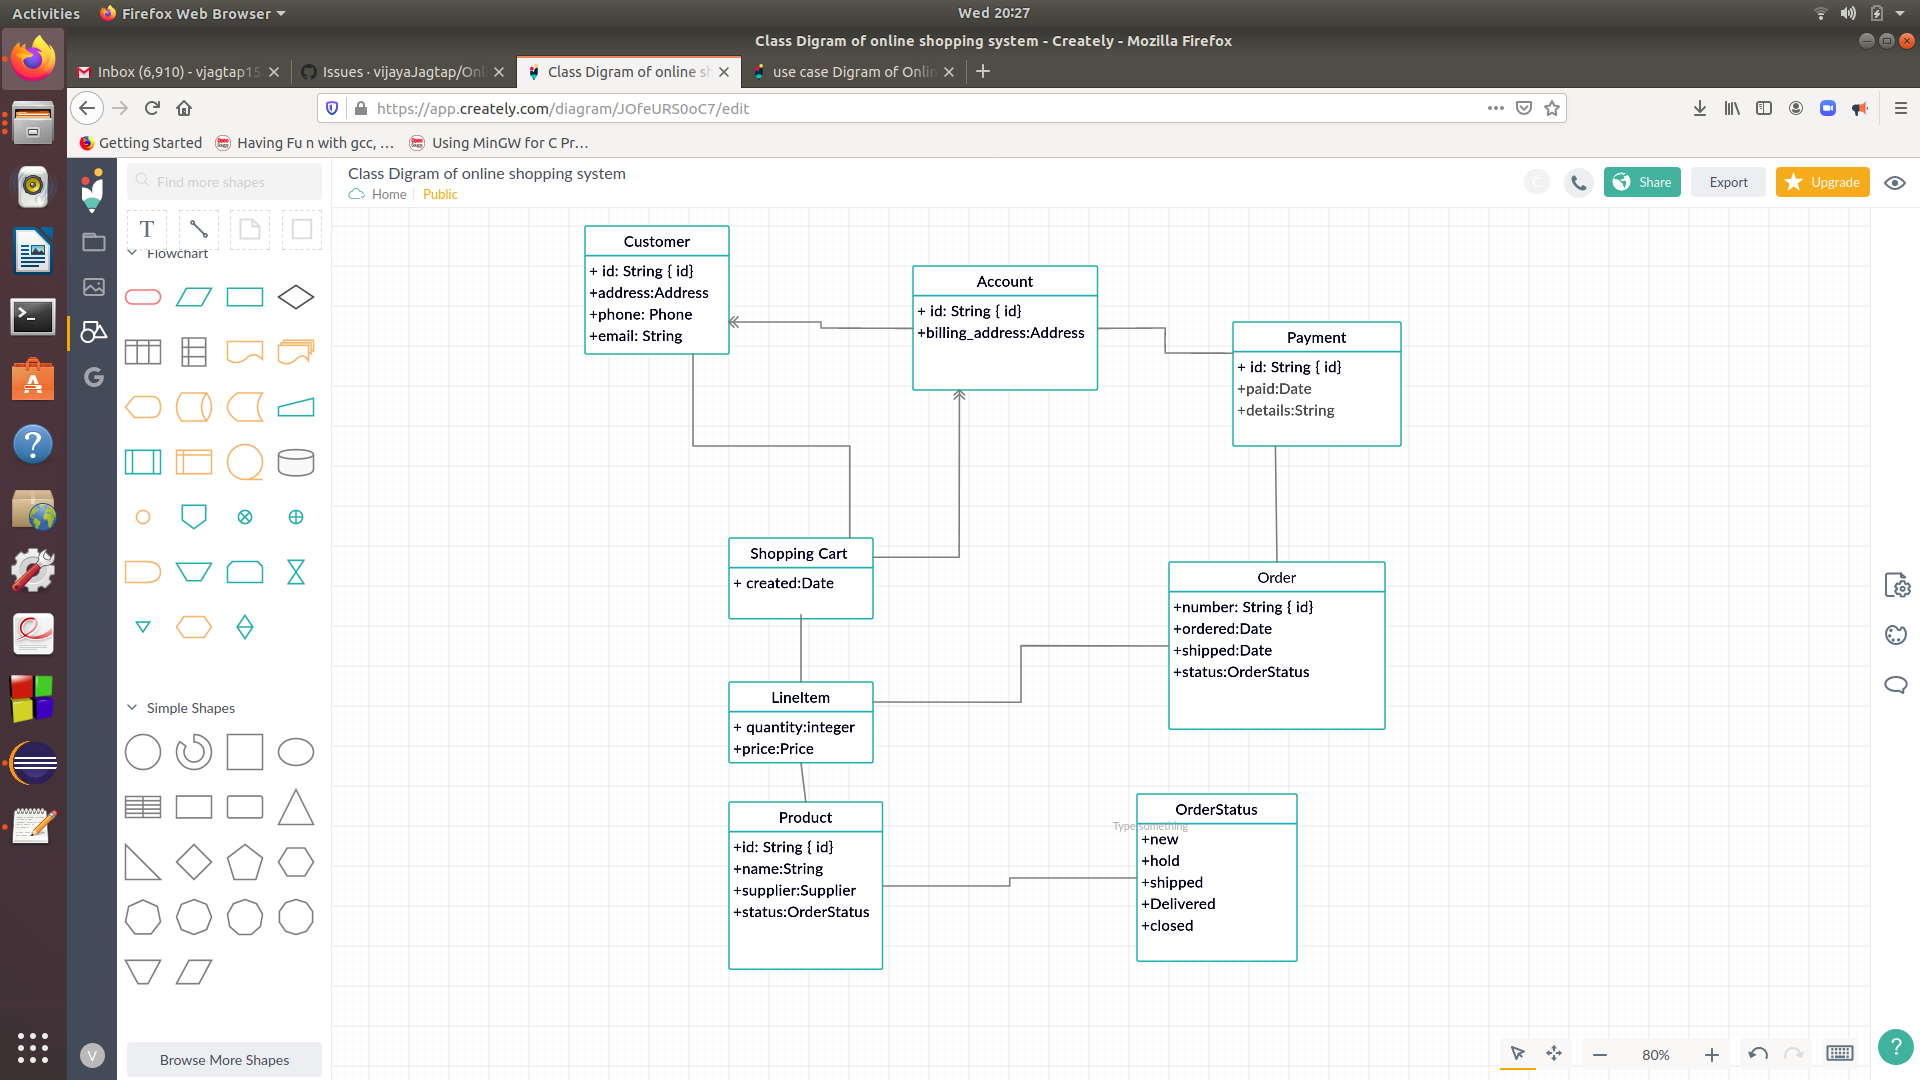 Activities
Firefox Web Browser
Wed 20:27
Class Digram of online shopping system - Creately - Mozilla Firefox
Inbox (6,910) - vjagtap15
Issues · vijayaJagtap/Onl
Class Digram of online sh
use case Digram of Onlin
https://app.creately.com/diagram/JOfeURS0oC7/edit
Getting Started
Having Fu n with gcc, ...
Using MinGW for C Pr...
Find more shapes
Class Digram of online shopping system
Home
Public
C
Share
Export
Upgrade
T
Flowchart
Simple Shapes
Browse More Shapes
V
Customer
+ id: String { id}
+address:Address
+phone: Phone
+email: String
Account
+ id: String { id}
+billing_address:Address
Payment
+ id: String { id}
+paid:Date
+details:String
Shopping Cart
+ created:Date
Order
+number: String { id}
+ordered:Date
+shipped:Date
+status:OrderStatus
LineItem
+ quantity:integer
+price:Price
Product
+id: String { id}
+name:String
+supplier:Supplier
+status:OrderStatus
OrderStatus
Type something
+new
+hold
+shipped
+Delivered
+closed
80%
?